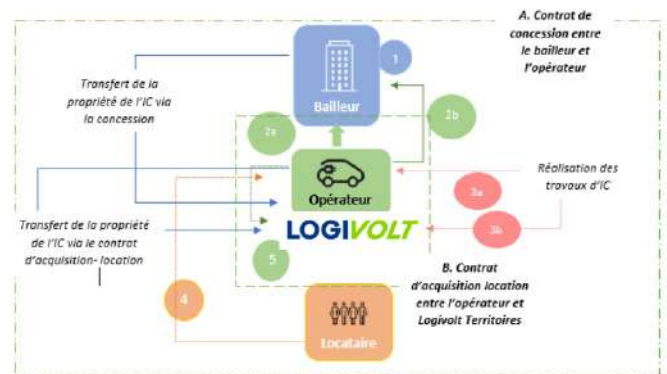 A. Contrat de
concession entre
le bailleur et
l'opérateur
1
Bailleur
Transfert de la
propriété de l'IC via
la concession
2a
2b
Opérateur
Réalisation des
travaux d'IC
3a
3b
LOGIVOLT
Transfert de la propriété
de l'IC via le contrat
d'acquisition- location
5
4
B. Contrat
d'acquisition location
entre l'opérateur et
Logivolt Territoires
Locataire